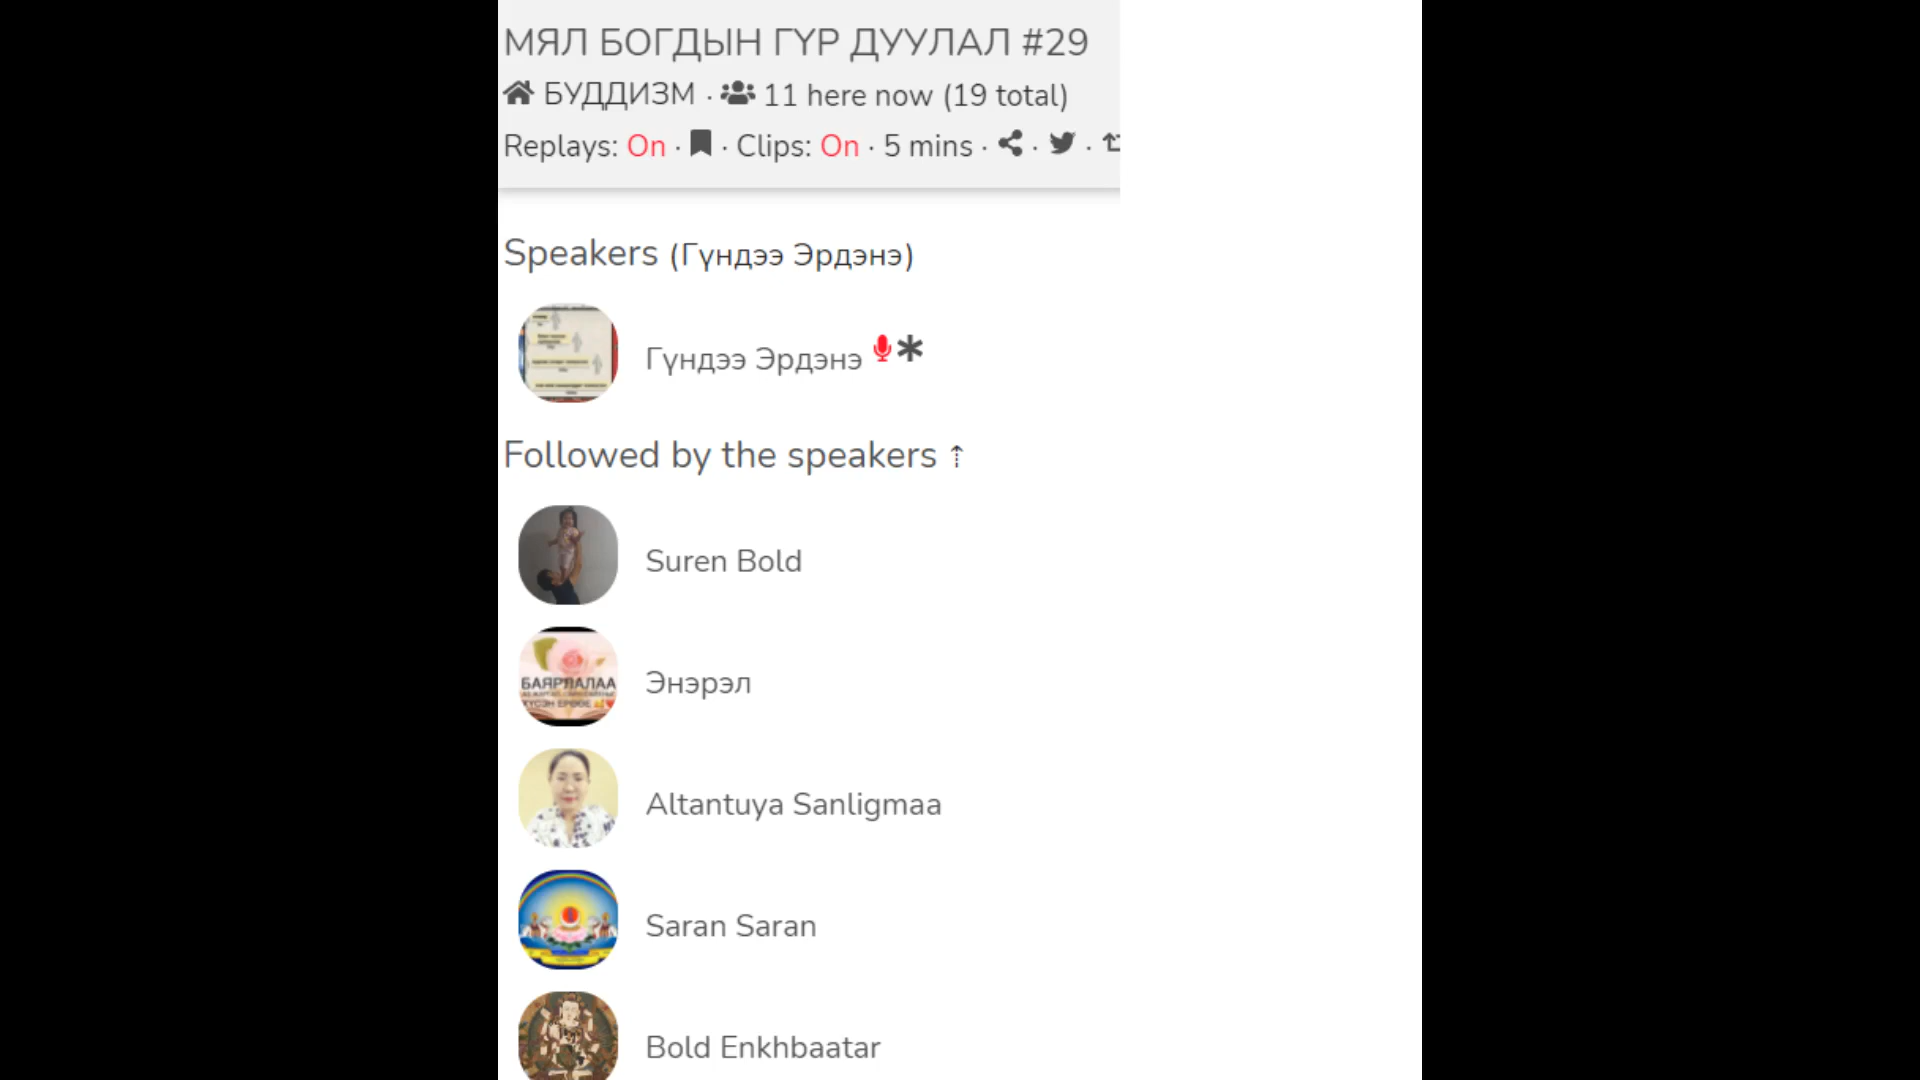 МЯЛ БОГДЫН ГҮР ДУУЛАЛ #29
БУДДИЗМ · 11 here now (19 total)
Replays: On · · Clips: On · 5 mins · · ·
Speakers (Гүндээ Эрдэнэ)
Гүндээ Эрдэнэ
Followed by the speakers ⇡
Suren Bold
БАЯРЛАЛАА
Энэрэл
Altantuya Sanligmaa
Saran Saran
Bold Enkhbaatar